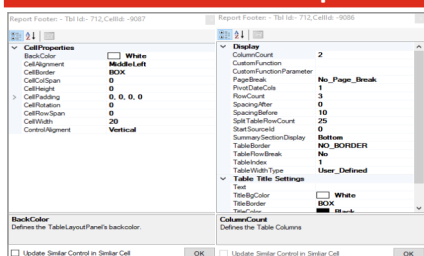 Report Footer: - Tbl Id:- 712,CellId: -9087
CellProperties
BackColor White
CellAlignment MiddleLeft
CellBorder BOX
CellColSpan 0
CellHeight 0
CellPadding 0, 0, 0, 0
CellRotation 0
CellRowSpan 0
CellWidth 20
ControlAligment Vertical
BackColor
Defines the TableLayoutPanel's backcolor.
Update Similar Control in Similar Cell OK
Report Footer: - Tbl Id:- 712,CellId: -9086
Display
ColumnCount 2
CustomFunction
CustomFunctionParameter
PageBreak No_Page_Break
PivotDateCols 1
RowCount 3
SpacingAfter 0
SpacingBefore 10
SplitTableRowCount 25
StartSourceId 0
SummarySectionDisplay Bottom
TableBorder NO_BORDER
TableFlowBreak No
TableIndex 1
TableWidthType User_Defined
Table Title Settings
Text
TitleBgColor White
TitleBorder BOX
TitleColor Black
ColumnCount
Defines the Table Columns
Update Similar Control in Similar Cell OK